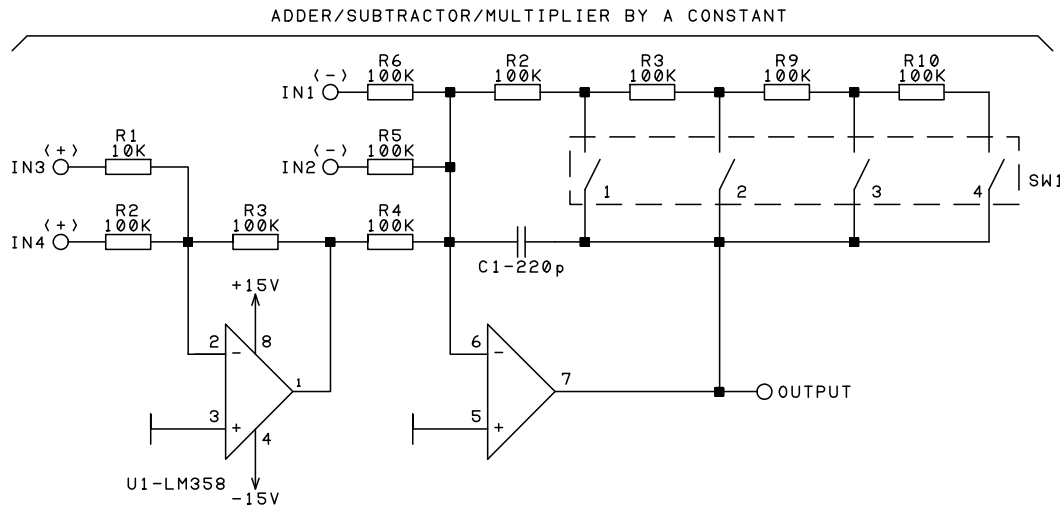 ADDER/SUBTRACTOR/MULTIPLIER BY A CONSTANT
R6
R2
R3
R9
R10
(-)
100K
100K
100K
100K
100K
IN1
R1
(+)
10K
IN3
R5
(-)
100K
IN2
1
2
3
4
SW1
R2
R3
R4
(+)
100K
100K
100K
IN4
C1-220p
+15V
2
-
8
1
3
+
4
6
-
7
5
+
OUTPUT
U1-LM358
-15V